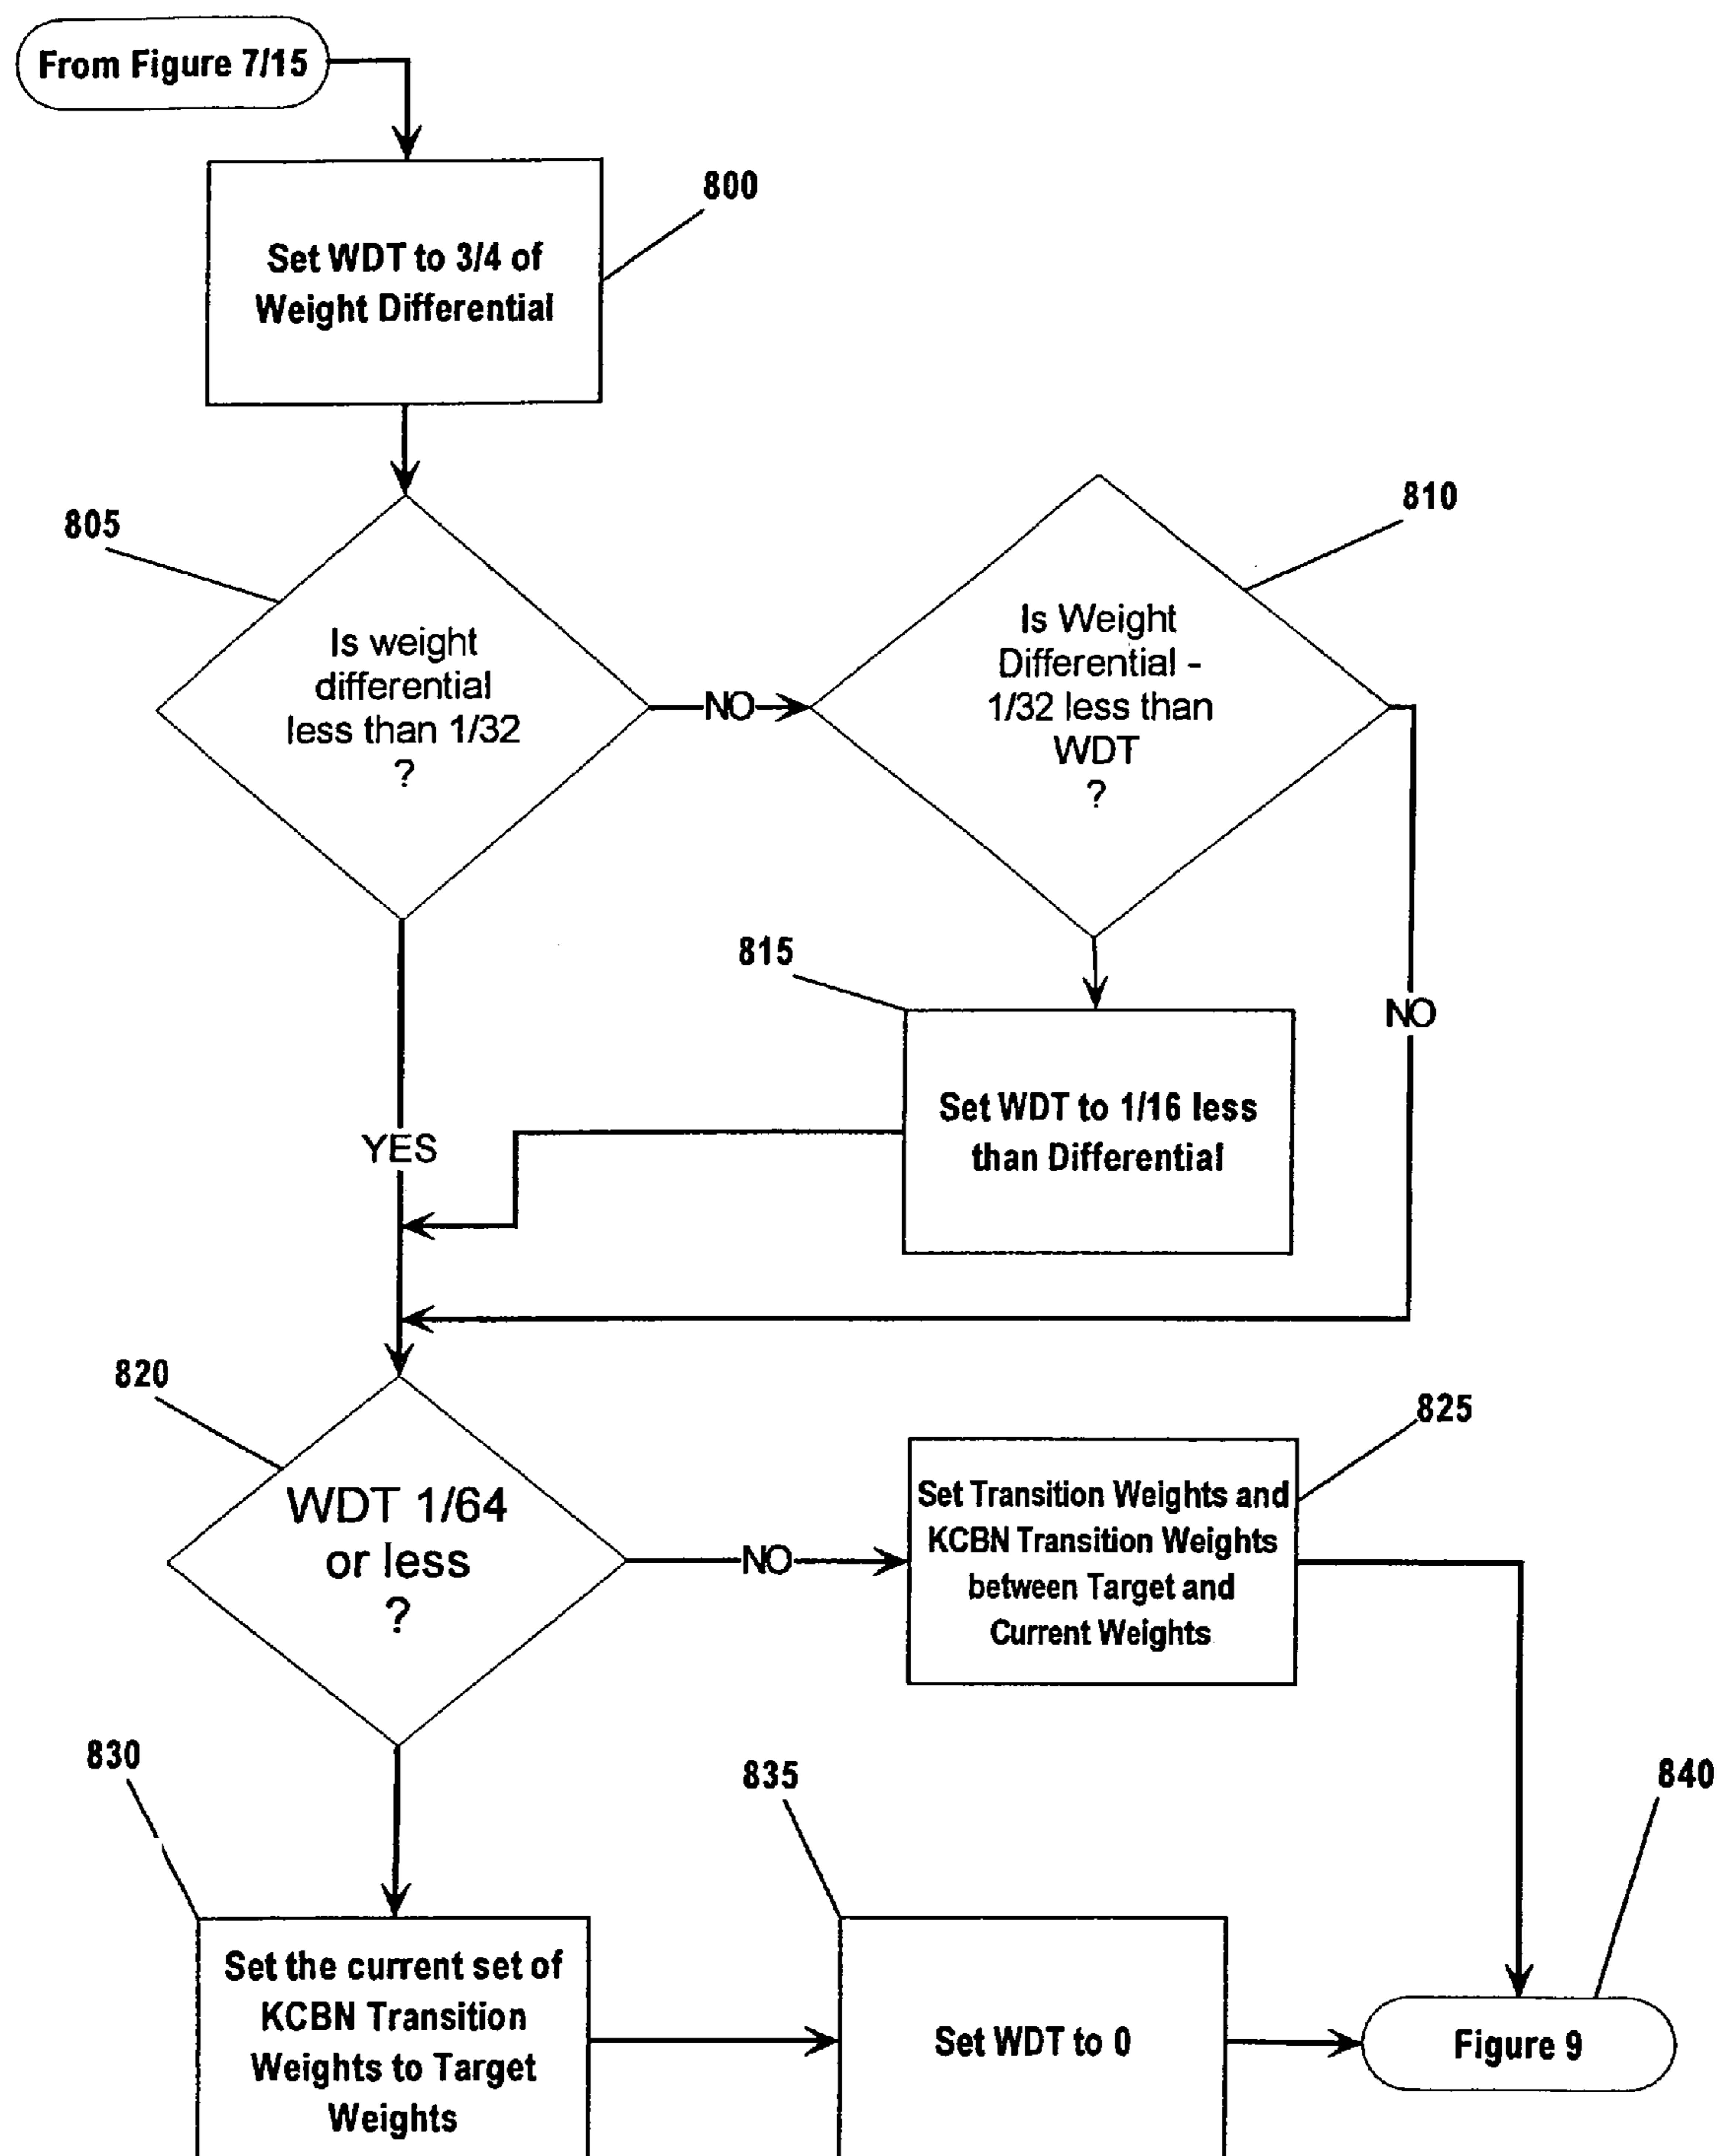 From Figure 7/15
800
Set WDT to 3/4 of
Weight Differential
805
Is weight
differential
less than 1/32
?
NO
810
Is Weight
Differential -
1/32 less than
WDT
?
NO
815
Set WDT to 1/16 less
than Differential
YES
820
WDT 1/64
or less
?
NO
825
Set Transition Weights and
KCBN Transition Weights
between Target and
Current Weights
830
Set the current set of
KCBN Transition
Weights to Target
Weights
835
Set WDT to 0
840
Figure 9